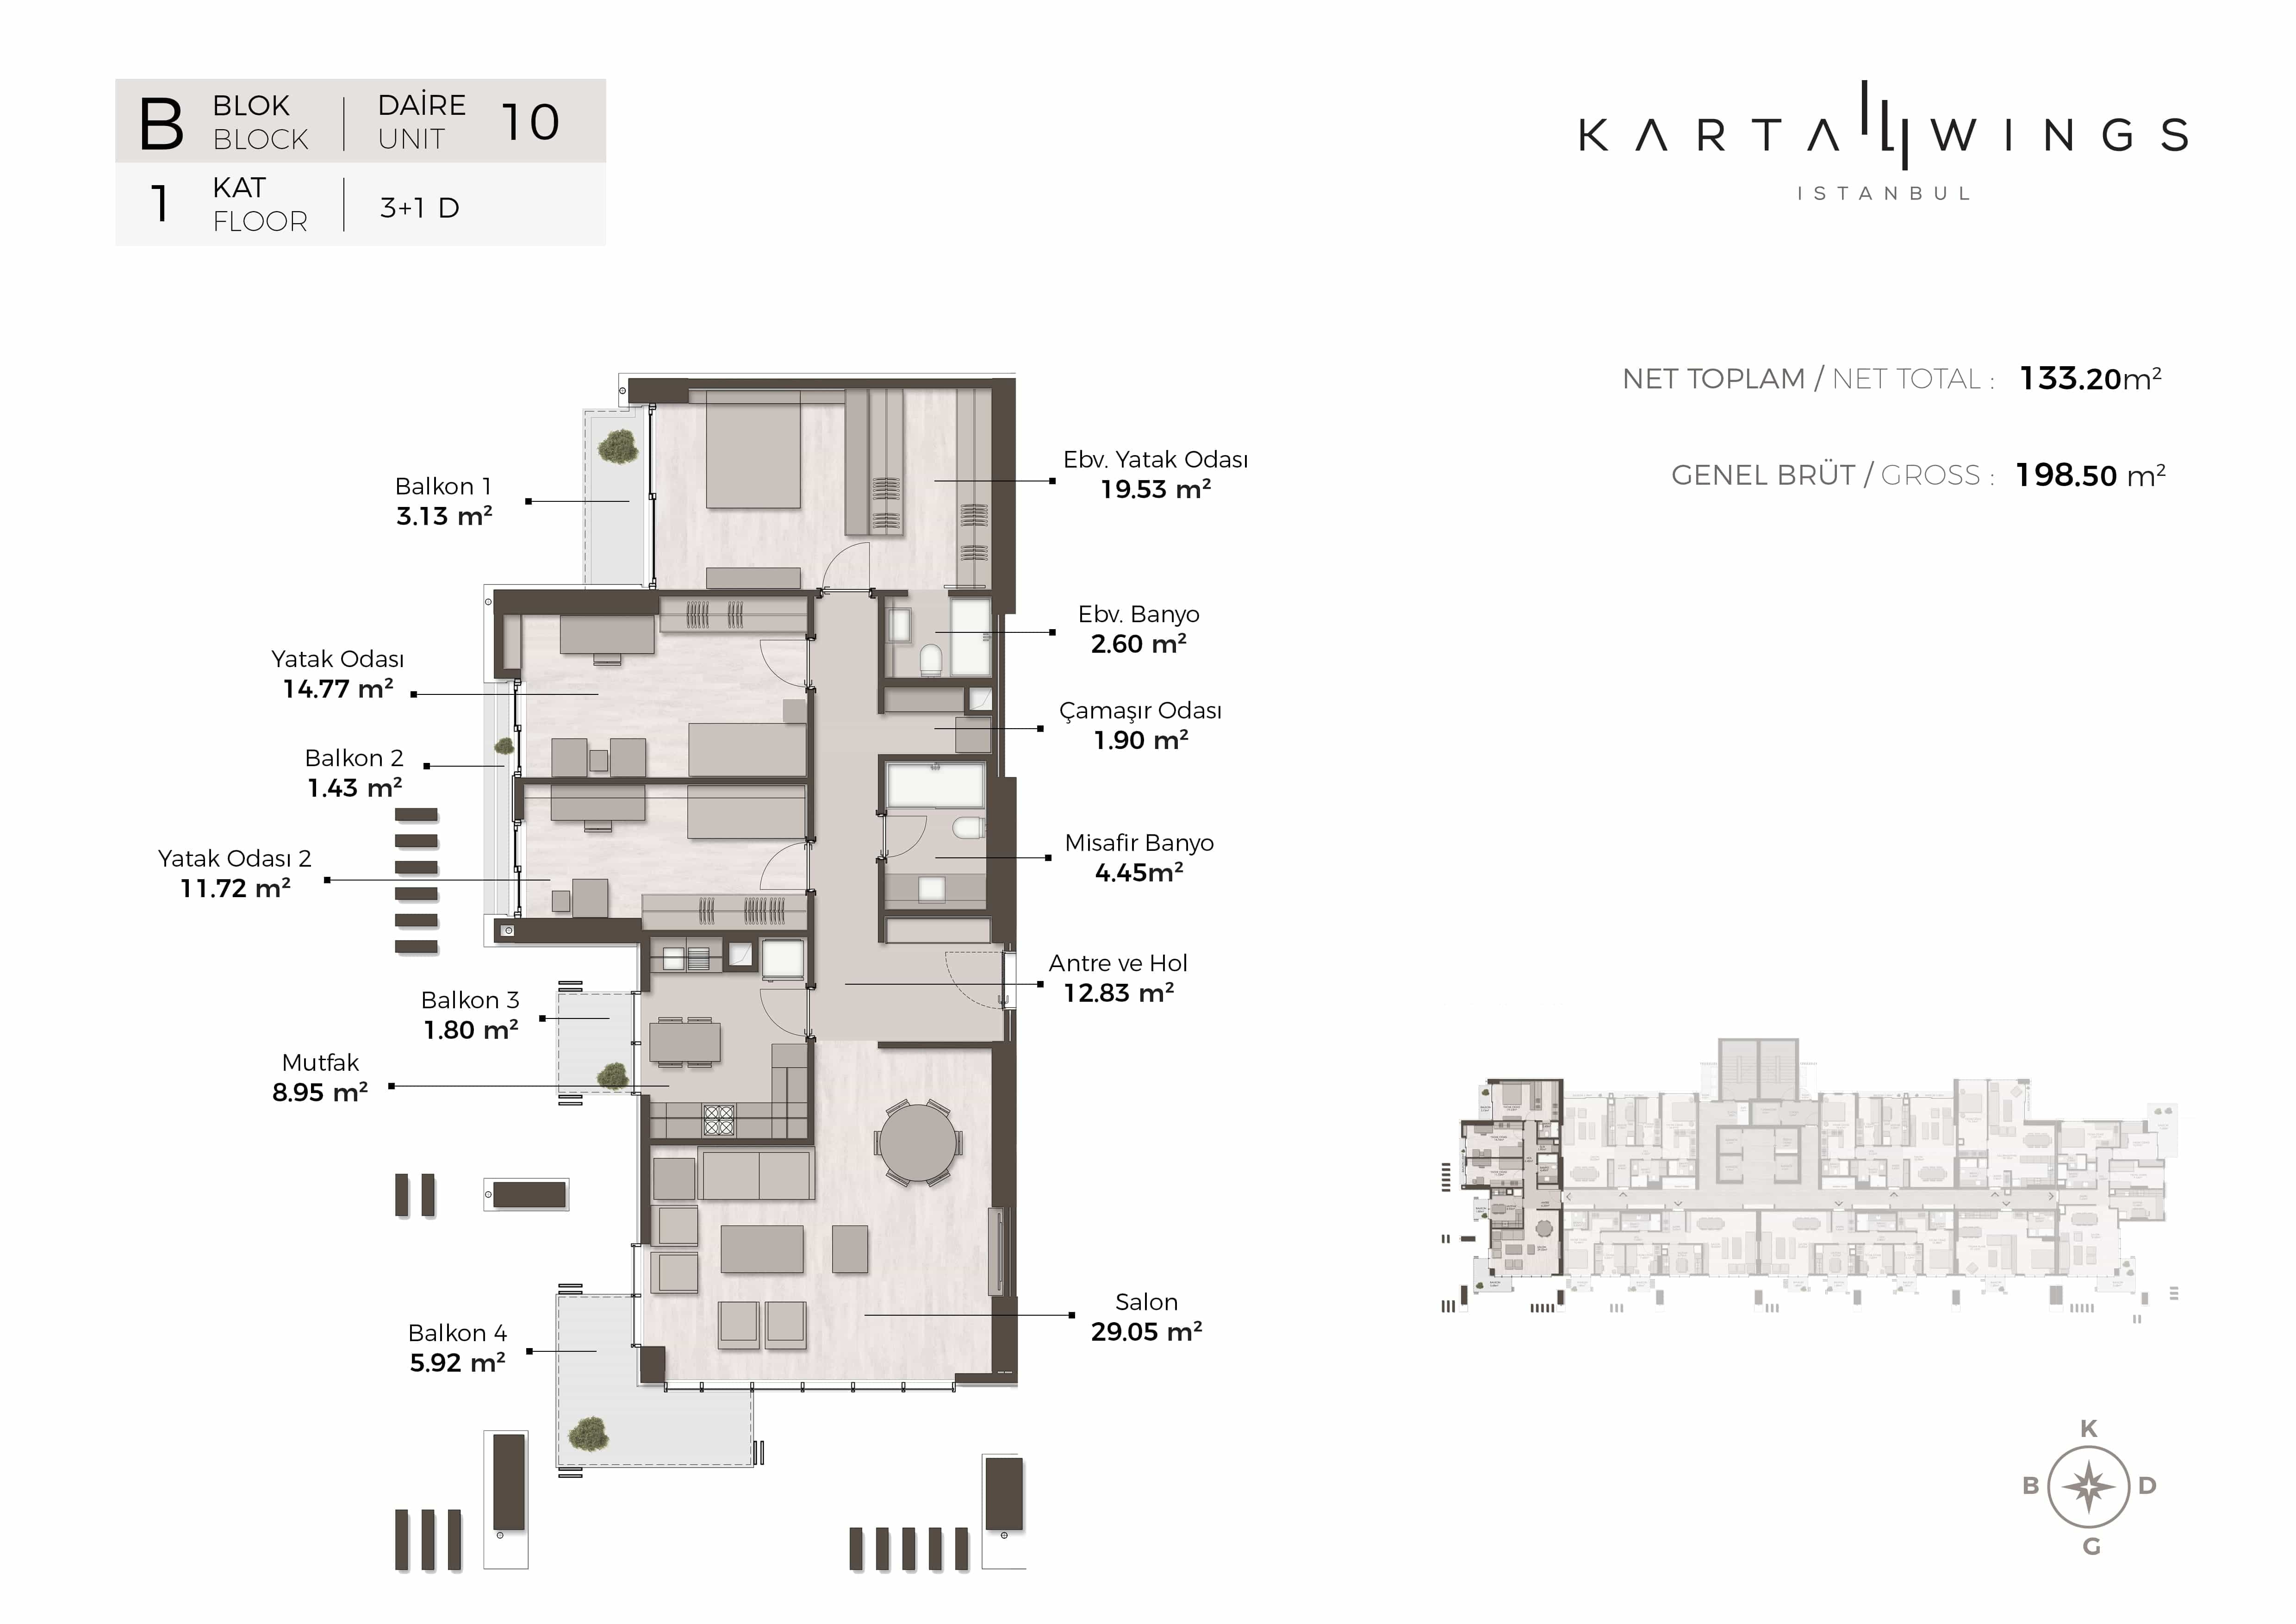 B
BLOK
BLOCK
DAİRE
UNIT
10
1
KAT
FLOOR
3+1 D
KARTAL WINGS
ISTANBUL
NET TOPLAM / NET TOTAL : 133.20m²
GENEL BRÜT / GROSS : 198.50 m²
Balkon 1
3.13 m²
Ebv. Yatak Odası
19.53 m²
Ebv. Banyo
2.60 m²
Yatak Odası
14.77 m²
Çamaşır Odası
1.90 m²
Balkon 2
1.43 m²
Yatak Odası 2
11.72 m²
Misafir Banyo
4.45m²
Antre ve Hol
12.83 m²
Balkon 3
1.80 m²
Mutfak
8.95 m²
Salon
29.05 m²
Balkon 4
5.92 m²
K
B
D
G